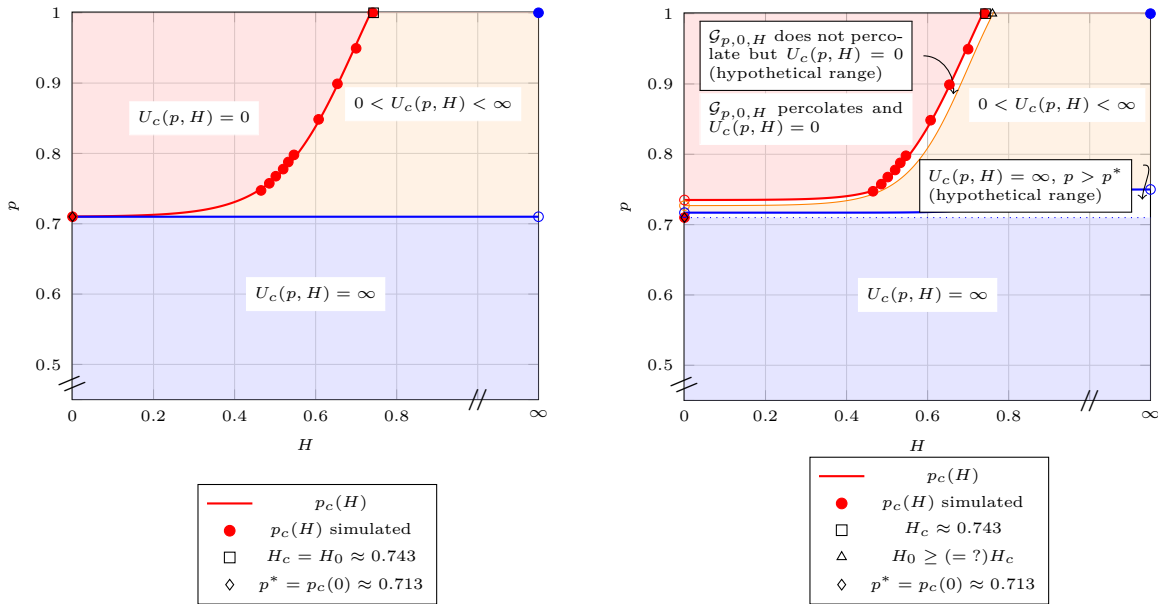 1
0.9
0.8
0.7
0.6
0.5
p
0
0.2
0.4
0.6
0.8
∞
H
U_c(p, H) = 0
0 < U_c(p, H) < ∞
U_c(p, H) = ∞
p_c(H)
p_c(H) simulated
H_c = H_0 ≈ 0.743
p* = p_c(0) ≈ 0.713
1
0.9
0.8
0.7
0.6
0.5
p
0
0.2
0.4
0.6
0.8
∞
H
𝒢_{p,0,H} does not perco-
late but U_c(p, H) = 0
(hypothetical range)
𝒢_{p,0,H} percolates and
U_c(p, H) = 0
0 < U_c(p, H) < ∞
U_c(p, H) = ∞, p > p*
(hypothetical range)
U_c(p, H) = ∞
p_c(H)
p_c(H) simulated
H_c ≈ 0.743
H_0 ≥ (= ?)H_c
p* = p_c(0) ≈ 0.713